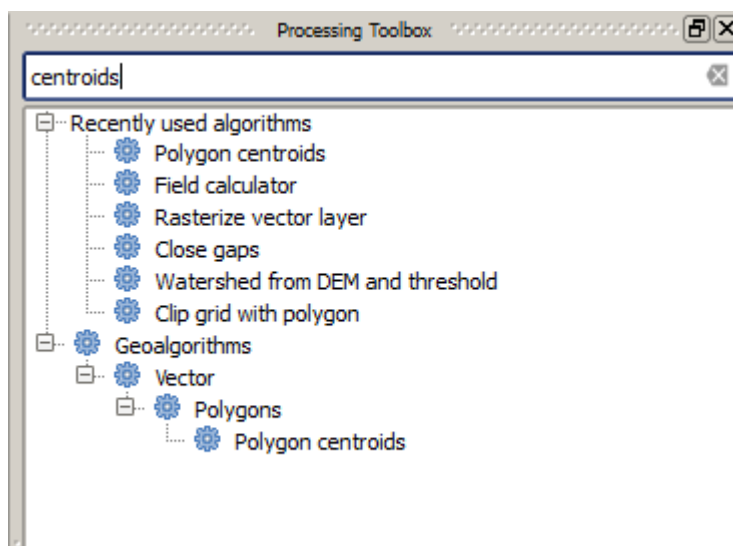 Processing Toolbox
centroids
Recently used algorithms
Polygon centroids
Field calculator
Rasterize vector layer
Close gaps
Watershed from DEM and threshold
Clip grid with polygon
Geoalgorithms
Vector
Polygons
Polygon centroids